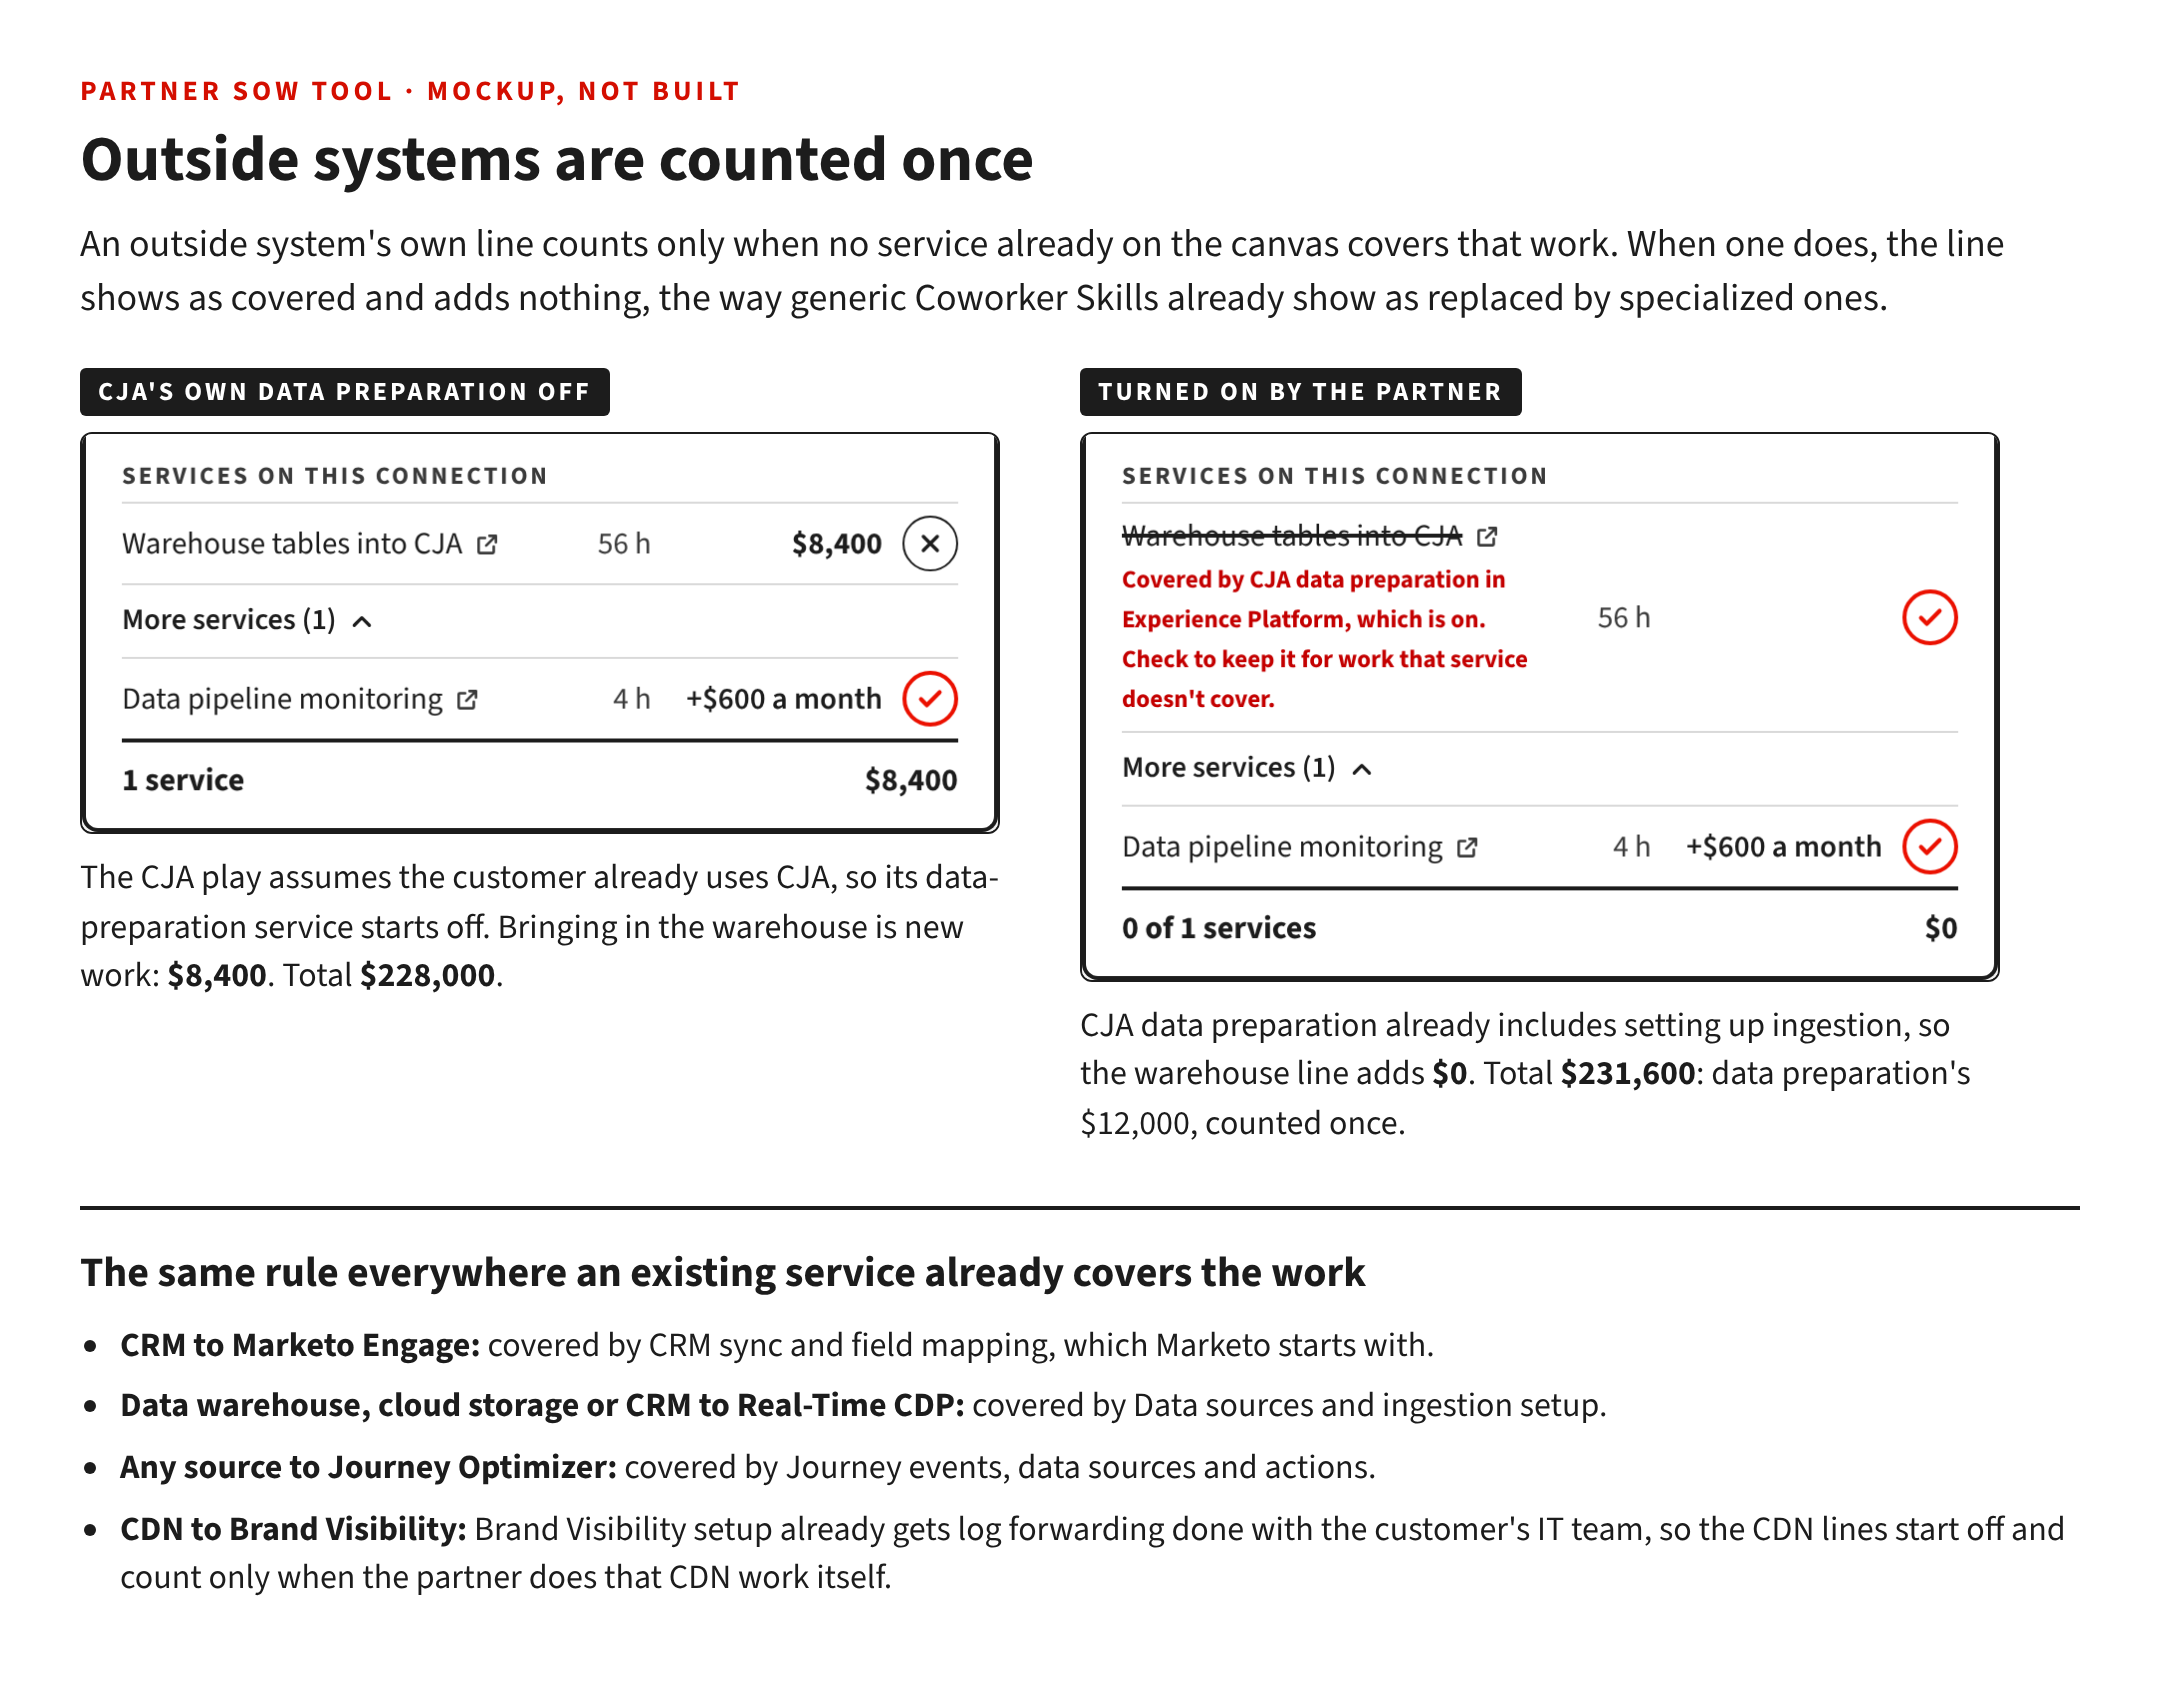 PARTNER SOW TOOL · MOCKUP, NOT BUILT
Outside systems are counted once
An outside system's own line counts only when no service already on the canvas covers that work. When one does, the line
shows as covered and adds nothing, the way generic Coworker Skills already show as replaced by specialized ones.
CJA'S OWN DATA PREPARATION OFF
SERVICES ON THIS CONNECTION
Warehouse tables into CJA 56 h $8,400
More services (1)
Data pipeline monitoring 4 h +$600 a month
1 service $8,400
The CJA play assumes the customer already uses CJA, so its data-
preparation service starts off. Bringing in the warehouse is new
work: $8,400. Total $228,000.
TURNED ON BY THE PARTNER
SERVICES ON THIS CONNECTION
Warehouse tables into CJA
Covered by CJA data preparation in
Experience Platform, which is on.
Check to keep it for work that service
doesn't cover.
56 h
More services (1)
Data pipeline monitoring 4 h +$600 a month
0 of 1 services $0
CJA data preparation already includes setting up ingestion, so
the warehouse line adds $0. Total $231,600: data preparation's
$12,000, counted once.
The same rule everywhere an existing service already covers the work
• CRM to Marketo Engage: covered by CRM sync and field mapping, which Marketo starts with.
• Data warehouse, cloud storage or CRM to Real-Time CDP: covered by Data sources and ingestion setup.
• Any source to Journey Optimizer: covered by Journey events, data sources and actions.
• CDN to Brand Visibility: Brand Visibility setup already gets log forwarding done with the customer's IT team, so the CDN lines start off and
count only when the partner does that CDN work itself.